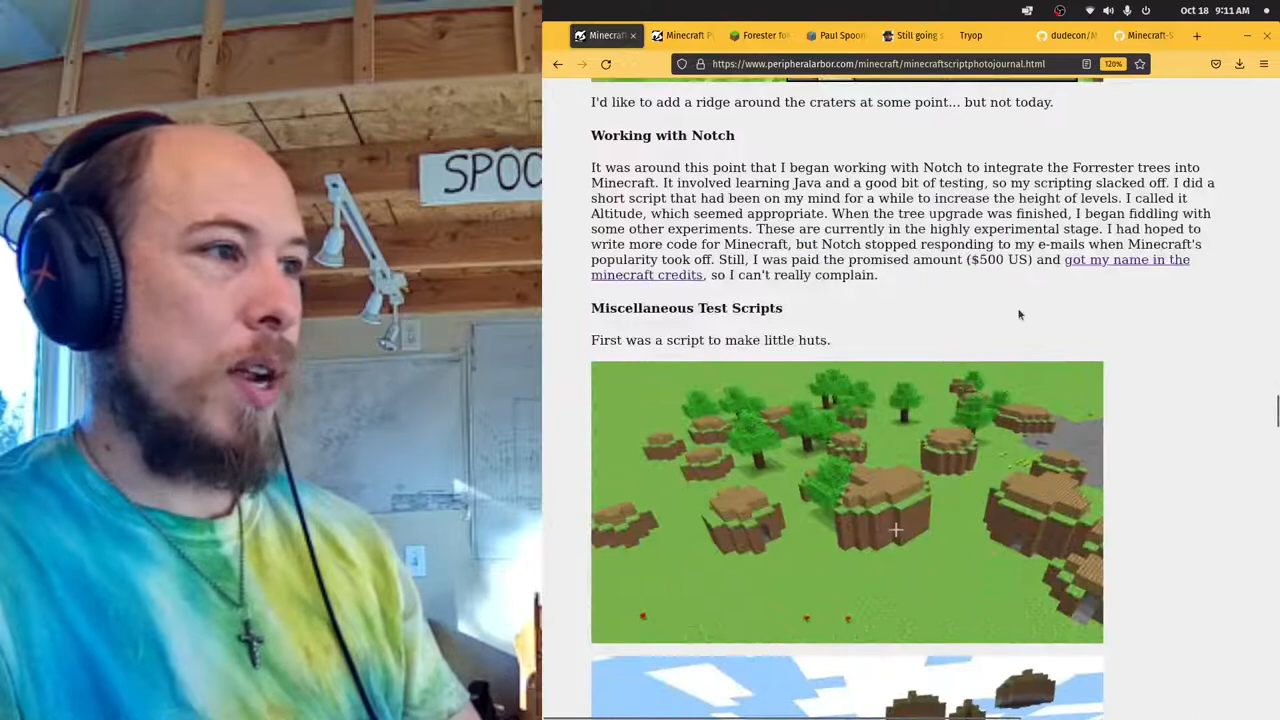 Oct 18 9:11 AM
Minecraft
Minecraft P
Forester for
Paul Spoon
Still going s
Tryop
dudecon/M
Minecraft-S
https://www.peripheralarbor.com/minecraft/minecraftscriptphotojournal.html
120%
SPOO
I'd like to add a ridge around the craters at some point... but not today.
Working with Notch
It was around this point that I began working with Notch to integrate the Forrester trees into
Minecraft. It involved learning Java and a good bit of testing, so my scripting slacked off. I did a
short script that had been on my mind for a while to increase the height of levels. I called it
Altitude, which seemed appropriate. When the tree upgrade was finished, I began fiddling with
some other experiments. These are currently in the highly experimental stage. I had hoped to
write more code for Minecraft, but Notch stopped responding to my e-mails when Minecraft's
popularity took off. Still, I was paid the promised amount ($500 US) and got my name in the
minecraft credits, so I can't really complain.
Miscellaneous Test Scripts
First was a script to make little huts.